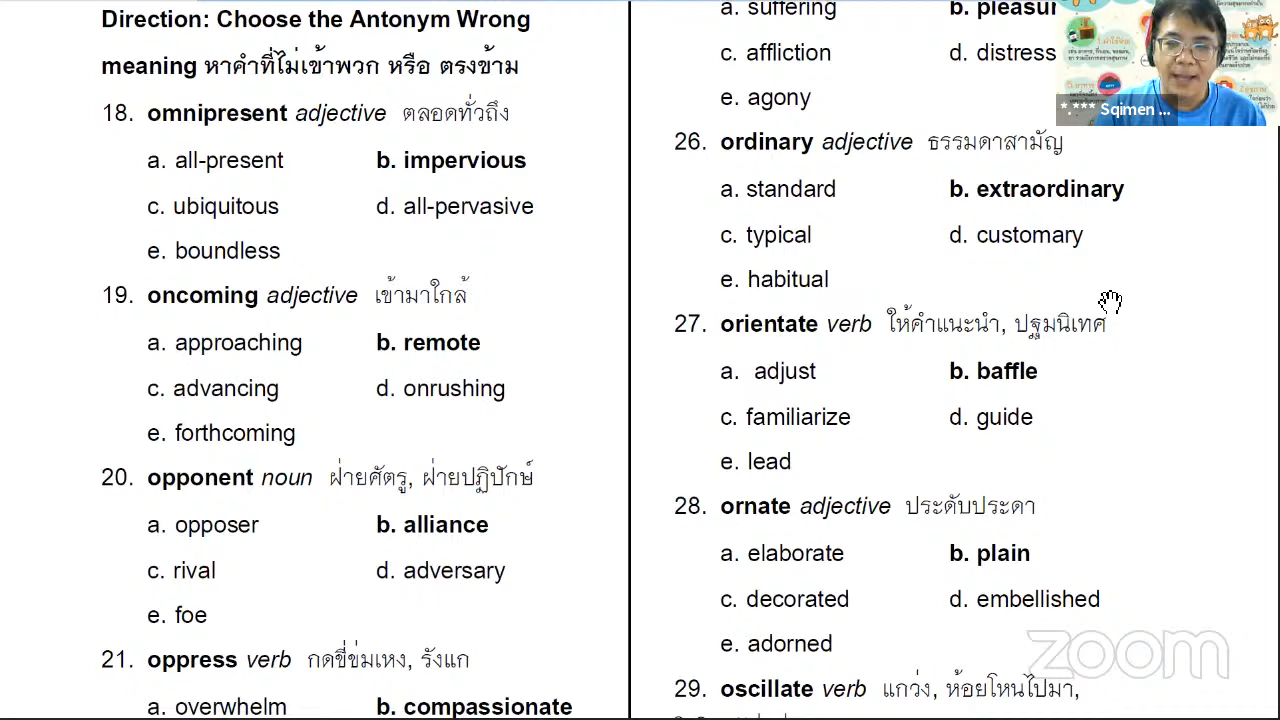 Direction: Choose the Antonym Wrong
meaning หาคำที่ไม่เข้าพวก หรือ ตรงข้าม
18. omnipresent adjective ตลอดทั่วถึง
a. all-present b. impervious
c. ubiquitous d. all-pervasive
e. boundless
19. oncoming adjective เข้ามาใกล้
a. approaching b. remote
c. advancing d. onrushing
e. forthcoming
20. opponent noun ฝ่ายศัตรู, ฝ่ายปฏิปักษ์
a. opposer b. alliance
c. rival d. adversary
e. foe
21. oppress verb กดขี่ข่มเหง, รังแก
a. overwhelm b. compassionate
a. suffering b. pleasur
c. affliction d. distress
e. agony
26. ordinary adjective ธรรมดาสามัญ
a. standard b. extraordinary
c. typical d. customary
e. habitual
27. orientate verb ให้คำแนะนำ, ปฐมนิเทศ
a. adjust b. baffle
c. familiarize d. guide
e. lead
28. ornate adjective ประดับประดา
a. elaborate b. plain
c. decorated d. embellished
e. adorned
29. oscillate verb แกว่ง, ห้อยโหนไปมา,
*.*** Sqimen ...
zoom